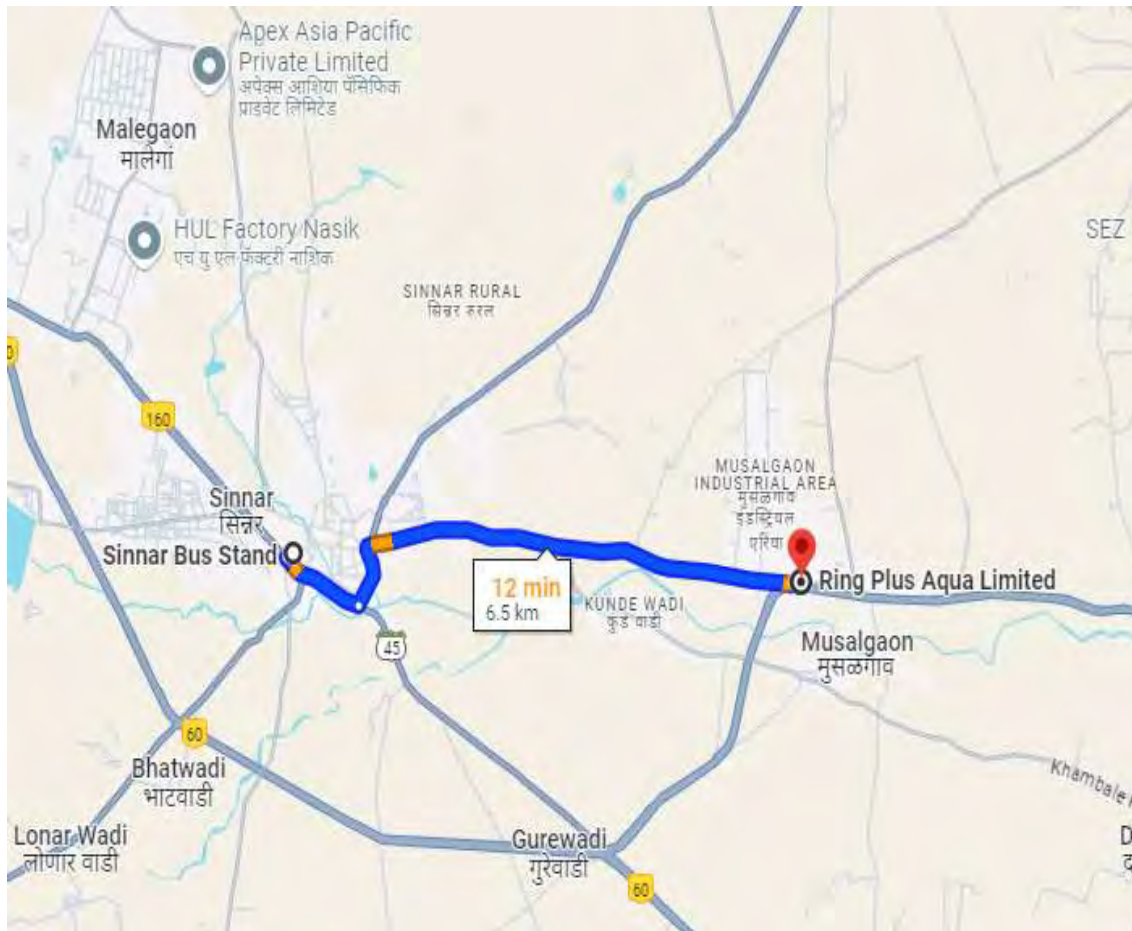 Apex Asia Pacific
Private Limited
अपेक्स आशिया पॅसिफिक
प्राइवेट लिमिटेड
Malegaon
मालेगां
HUL Factory Nasik
एच यु एल फॅक्टरी नाशिक
SEZ
SINNAR RURAL
सिन्नर रुरल
160
MUSALGAON
INDUSTRIAL AREA
मुसळगाव
इंडस्ट्रियल
एरिया
Sinnar
सिन्नर
Sinnar Bus Stand
12 min
6.5 km
Ring Plus Aqua Limited
KUNDE WADI
Musalgaon
मुसळगाव
45
60
Bhatwadi
भाटवाडी
Khambale
Lonar Wadi
लोणार वाडी
Gurewadi
गुरेवाडी
60